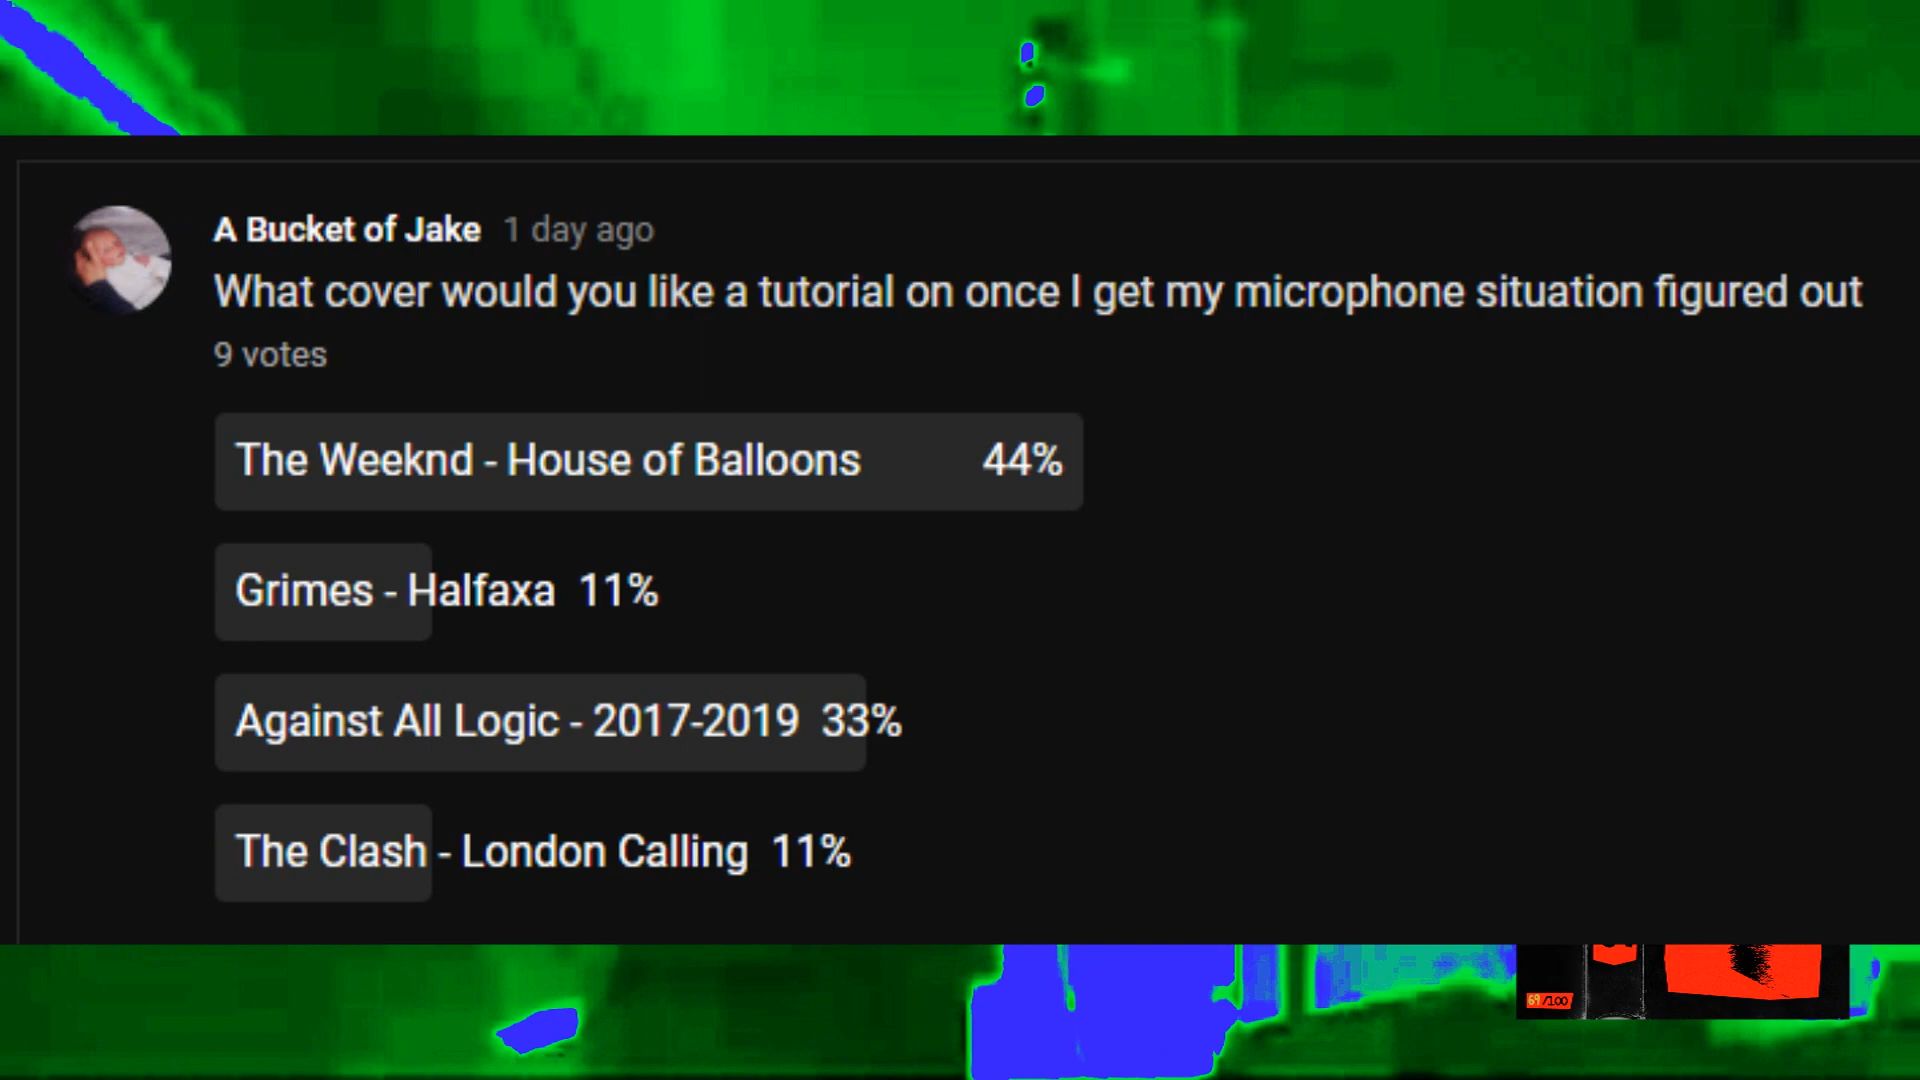 A Bucket of Jake 1 day ago
What cover would you like a tutorial on once I get my microphone situation figured out
9 votes
The Weeknd - House of Balloons 44%
Grimes - Halfaxa 11%
Against All Logic - 2017-2019 33%
The Clash - London Calling 11%
69/100